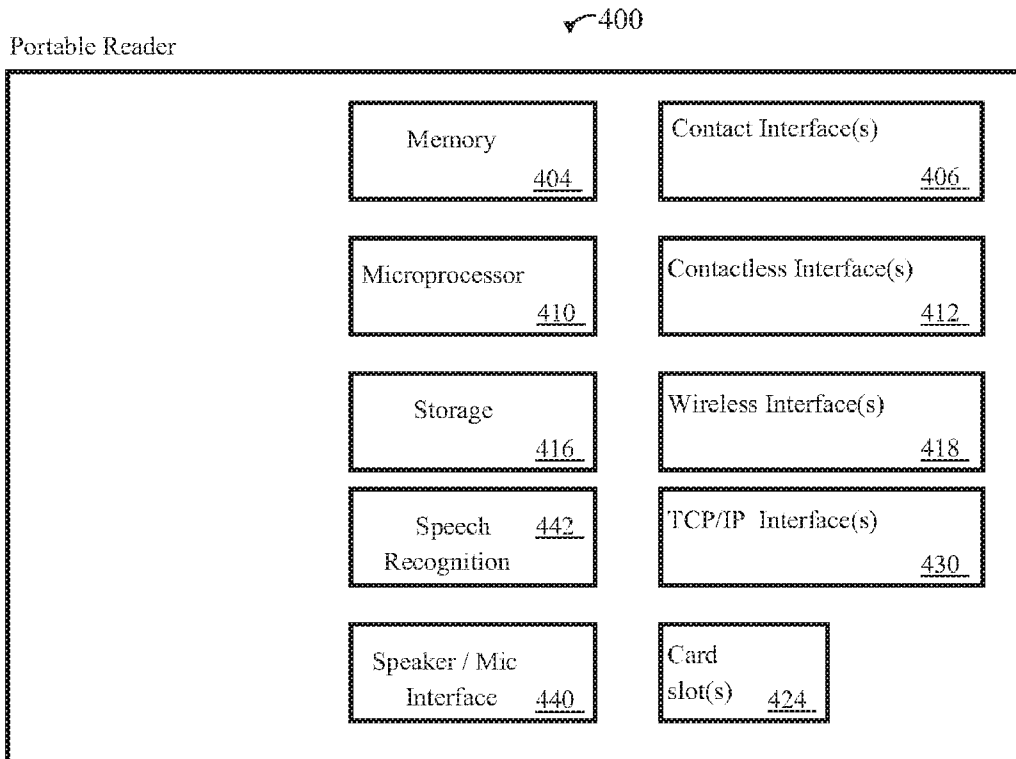 400
Portable Reader
Memory
404
Contact Interface(s)
406
Microprocessor
410
Contactless Interface(s)
412
Storage
416
Wireless Interface(s)
418
Speech
Recognition
442
TCP/IP Interface(s)
430
Speaker / Mic
Interface
440
Card
slot(s)
424